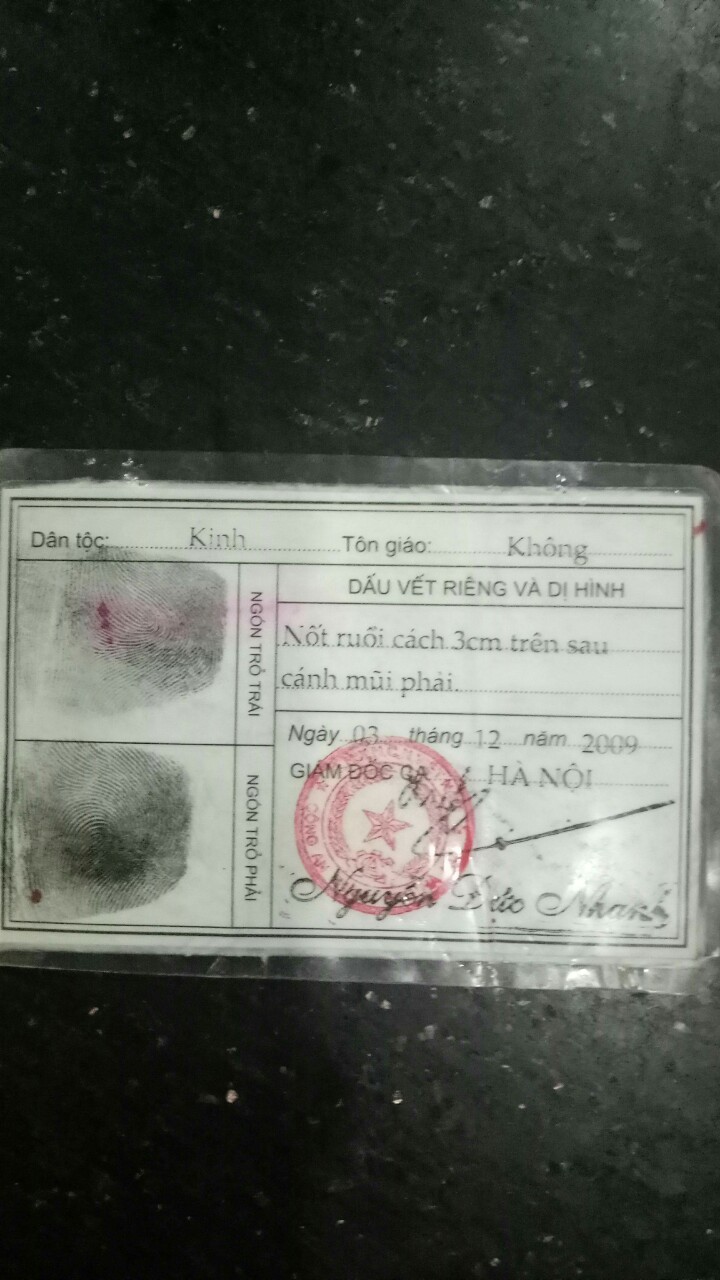 Dân tộc: Kinh Tôn giáo: Không
NGÓN TRỎ TRÁI
DẤU VẾT RIÊNG VÀ DỊ HÌNH
Nốt ruồi cách 3cm trên sau
cánh mũi phải.
NGÓN TRỎ PHẢI
Ngày 03 tháng 12 năm 2009
GIÁM ĐỐC CA HÀ NỘI
CÔNG AN
Nguyễn Đức Nhanh